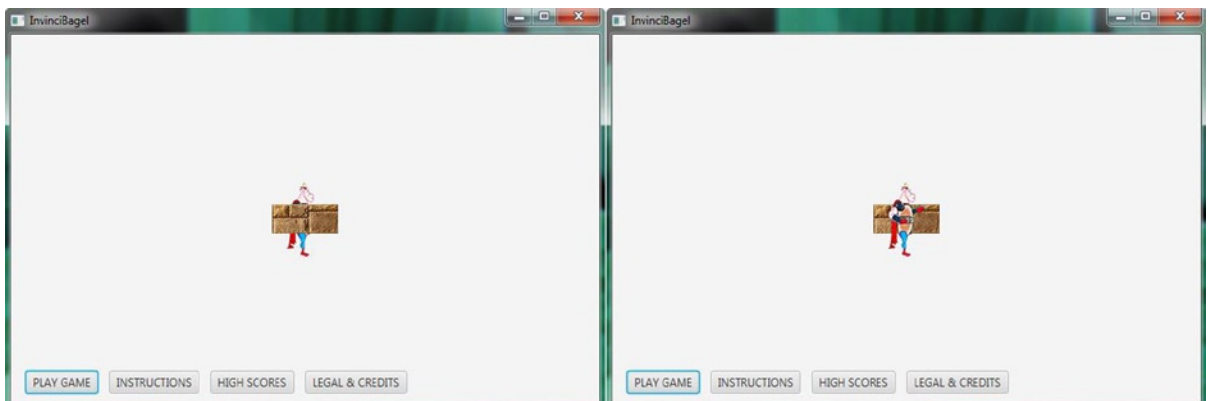 InvinciBagel
InvinciBagel
PLAY GAME INSTRUCTIONS HIGH SCORES LEGAL & CREDITS
PLAY GAME INSTRUCTIONS HIGH SCORES LEGAL & CREDITS